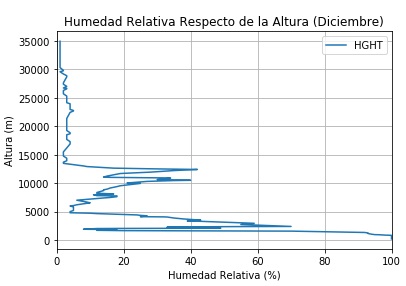 Humedad Relativa Respecto de la Altura (Diciembre)
HGHT
35000
30000
25000
20000
15000
10000
5000
0
Altura (m)
0 20 40 60 80 100
Humedad Relativa (%)